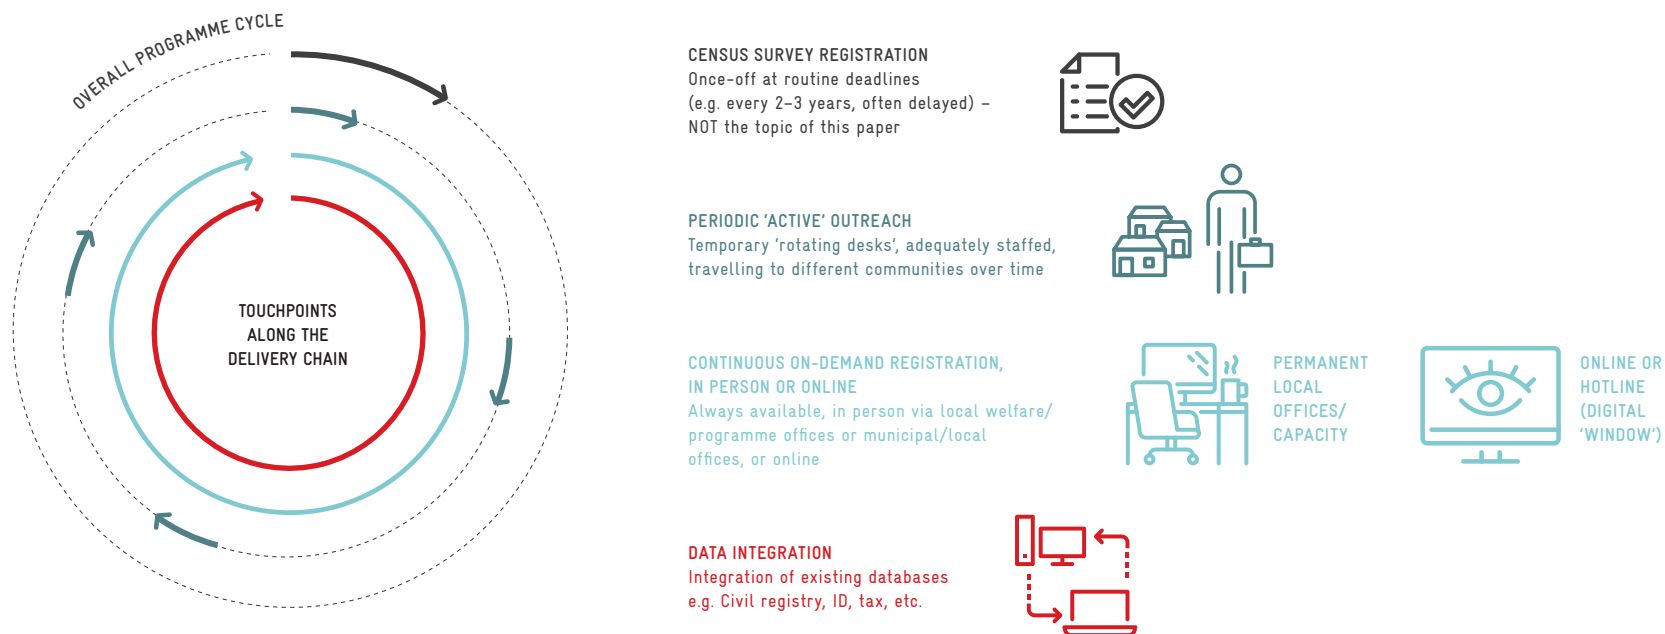 OVERALL PROGRAMME CYCLE
TOUCHPOINTS
ALONG THE
DELIVERY CHAIN
CENSUS SURVEY REGISTRATION
Once-off at routine deadlines
(e.g. every 2–3 years, often delayed) –
NOT the topic of this paper
PERIODIC ‘ACTIVE’ OUTREACH
Temporary ‘rotating desks’, adequately staffed,
travelling to different communities over time
CONTINUOUS ON-DEMAND REGISTRATION,
IN PERSON OR ONLINE
Always available, in person via local welfare/
programme offices or municipal/local
offices, or online
PERMANENT
LOCAL
OFFICES/
CAPACITY
ONLINE OR
HOTLINE
(DIGITAL
‘WINDOW’)
DATA INTEGRATION
Integration of existing databases
e.g. Civil registry, ID, tax, etc.